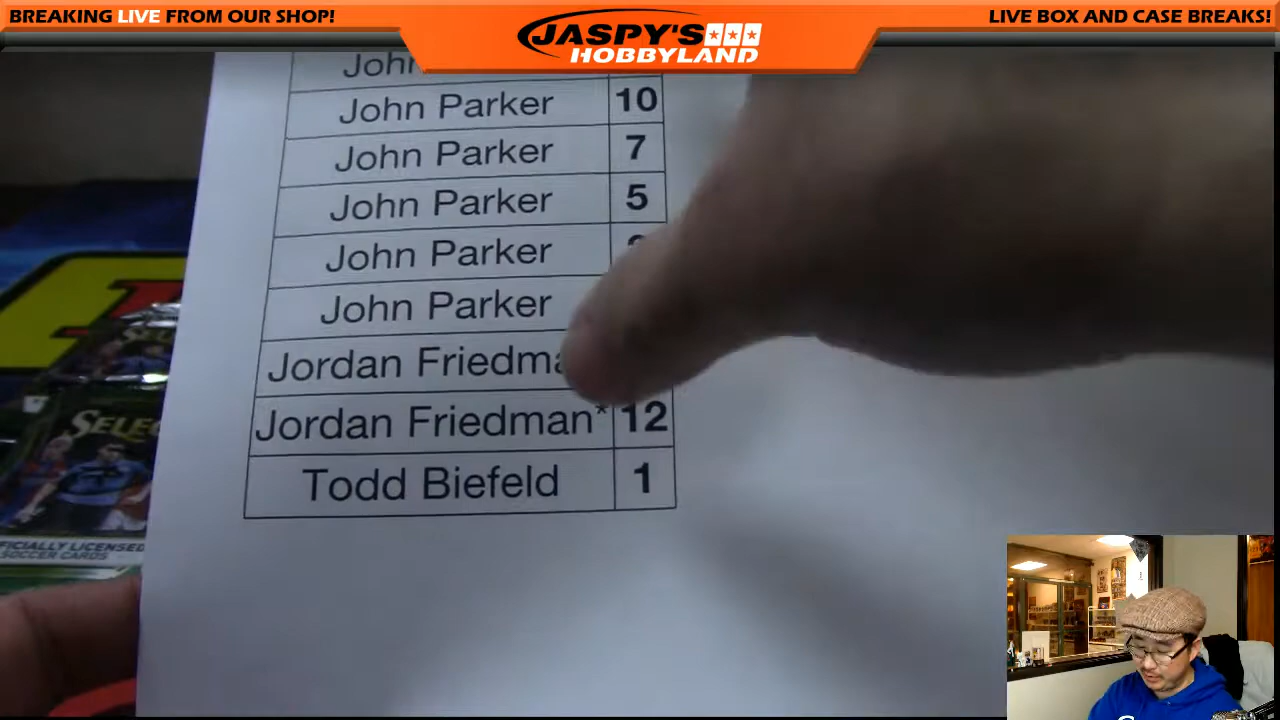 BREAKING LIVE FROM OUR SHOP!
JASPY'S
HOBBYLAND
LIVE BOX AND CASE BREAKS!
John
John Parker 10
John Parker 7
John Parker 5
John Parker
John Parker
Jordan
Jordan Friedman* 12
Todd Biefeld 1
OFFICIALLY LICENSED
SOCCER CARDS